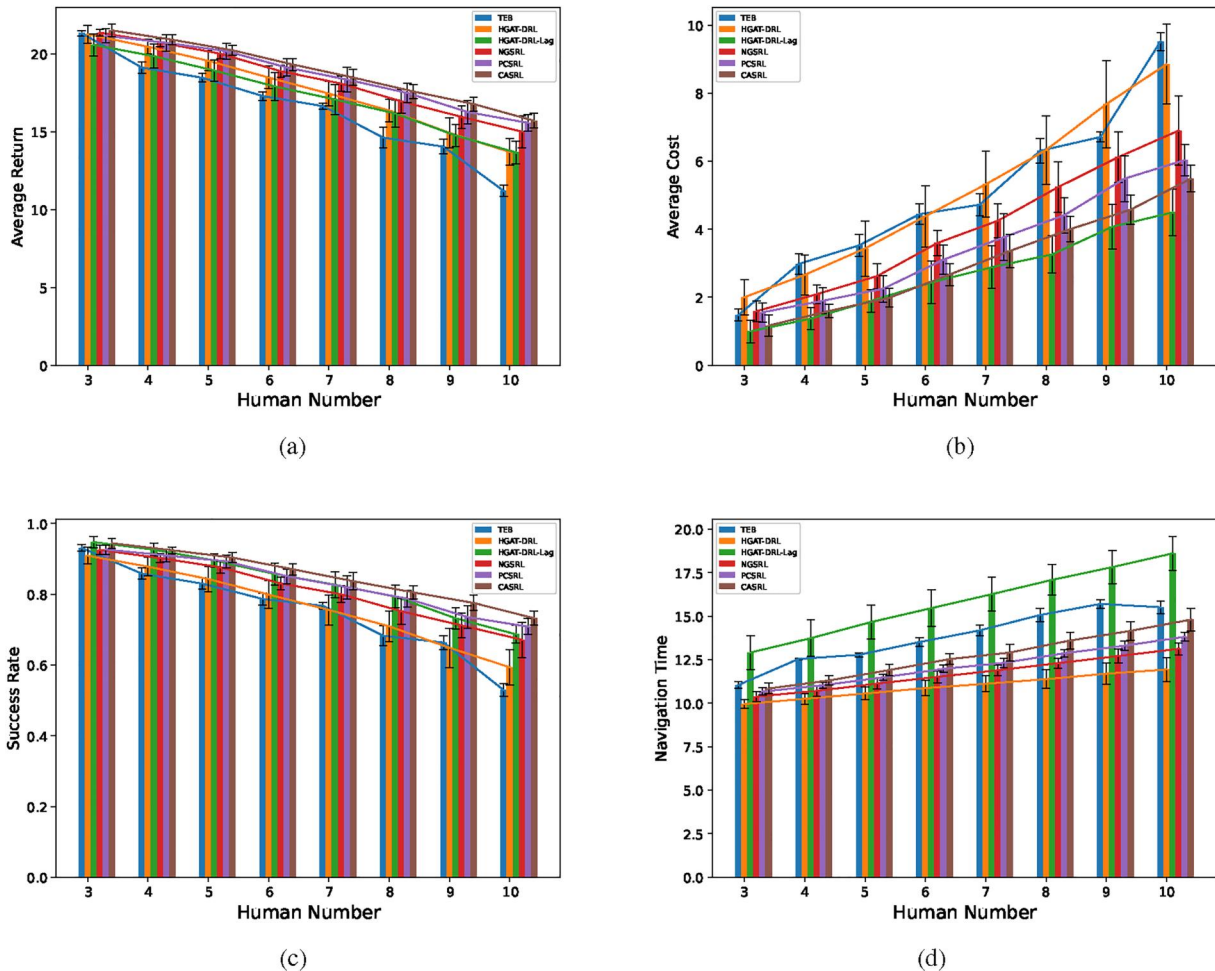 TEB
HGAT-DRL
HGAT-DRL-Lag
NGSRL
PCSRL
CASRL
20
15
10
5
0
Average Return
3 4 5 6 7 8 9 10
Human Number
(a)
TEB
HGAT-DRL
HGAT-DRL-Lag
NGSRL
PCSRL
CASRL
10
8
6
4
2
0
Average Cost
3 4 5 6 7 8 9 10
Human Number
(b)
TEB
HGAT-DRL
HGAT-DRL-Lag
NGSRL
PCSRL
CASRL
1.0
0.8
0.6
0.4
0.2
0.0
Success Rate
3 4 5 6 7 8 9 10
Human Number
(c)
TEB
HGAT-DRL
HGAT-DRL-Lag
NGSRL
PCSRL
CASRL
20.0
17.5
15.0
12.5
10.0
7.5
5.0
2.5
0.0
Navigation Time
3 4 5 6 7 8 9 10
Human Number
(d)